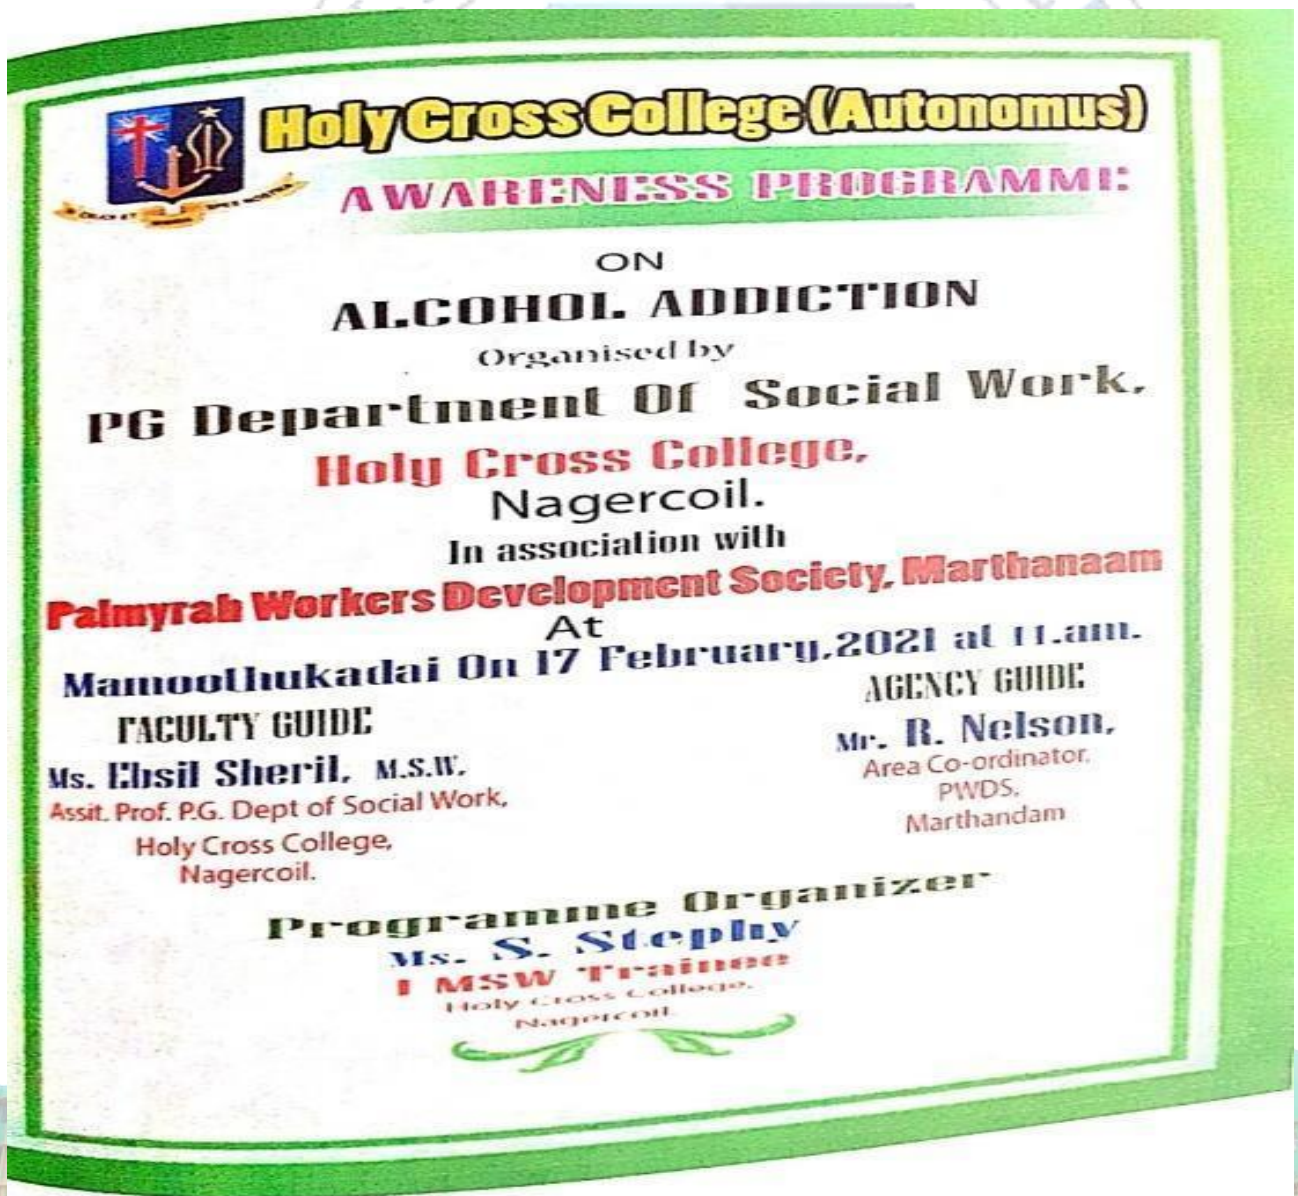 Holy Cross College (Autonomus)
AWARENESS PROGRAMME
ON
ALCOHOL ADDICTION
Organised by
PG Department Of Social Work,
Holy Cross College,
Nagercoil.
In association with
Palmyrah Workers Development Society, Marthanaam
At
Mamoothukadai On 17 February,2021 at 11.am.
FACULTY GUIDE
Ms. Ebsil Sheril, M.S.W,
Assit. Prof. P.G. Dept of Social Work,
Holy Cross College,
Nagercoil.
AGENCY GUIDE
Mr. R. Nelson,
Area Co-ordinator,
PWDS,
Marthandam
Programme Organizer
Ms. S. Stephy
I MSW Trainee
Holy Cross College,
Nagercoil.